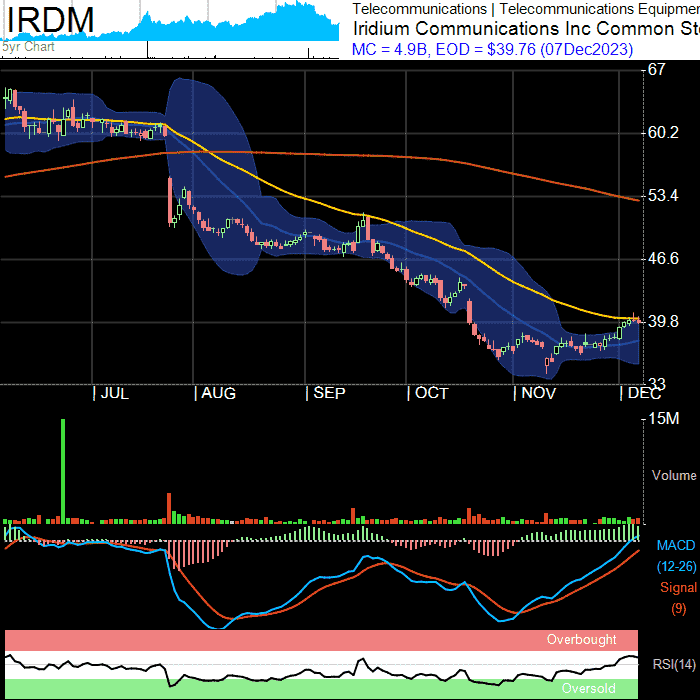 IRDM
5yr Chart
Telecommunications | Telecommunications Equipmen
Iridium Communications Inc Common Sto
MC = 4.9B, EOD = $39.76 (07Dec2023)
67
60.2
53.4
46.6
39.8
33
| JUL | AUG | SEP | OCT | NOV | DEC
15M
Volume
MACD
(12-26)
Signal
(9)
Overbought
RSI(14)
Oversold